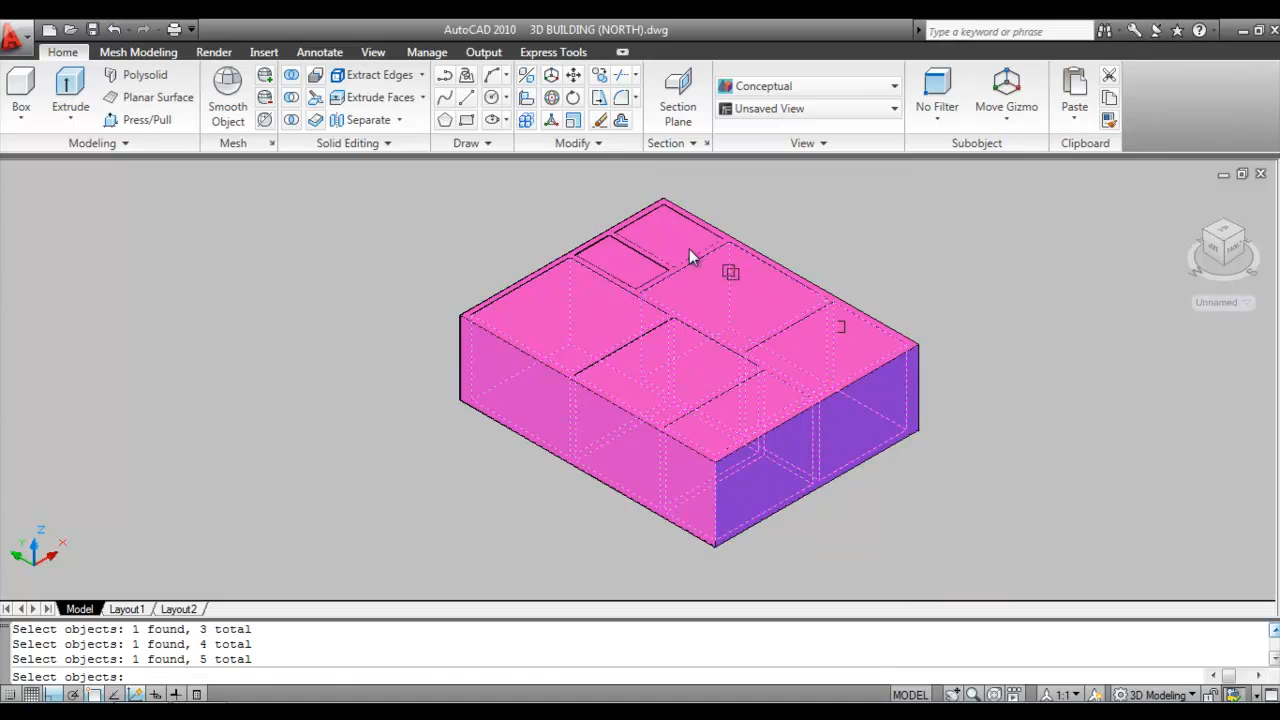 AutoCAD 2010 3D BUILDING (NORTH).dwg
Type a keyword or phrase
Home Mesh Modeling Render Insert Annotate View Manage Output Express Tools
Box
Extrude
Polysolid
Planar Surface
Press/Pull
Smooth
Object
Extract Edges
Extrude Faces
Separate
Section
Plane
Conceptual
Unsaved View
No Filter
Move Gizmo
Paste
Modeling Mesh Solid Editing Draw Modify Section View Subobject Clipboard
TOP
Unnamed
Z
Y
X
Model Layout1 Layout2
Select objects: 1 found, 3 total
Select objects: 1 found, 4 total
Select objects: 1 found, 5 total
Select objects:
MODEL 1:1 3D Modeling